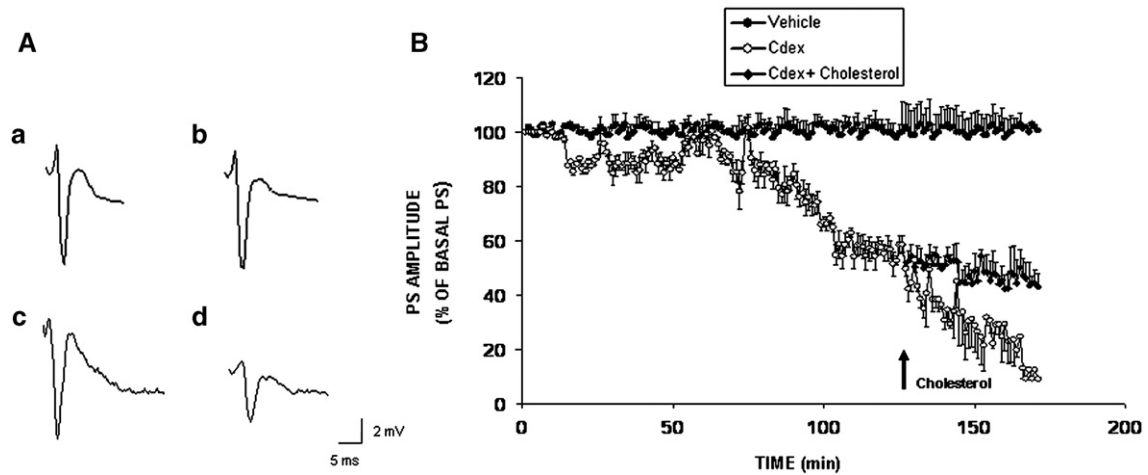 A
a
b
c
d
2 mV
5 ms
B
Vehicle
Cdex
Cdex+ Cholesterol
PS AMPLITUDE
(% OF BASAL PS)
120
100
80
60
40
20
0
Cholesterol
0
50
100
150
200
TIME (min)